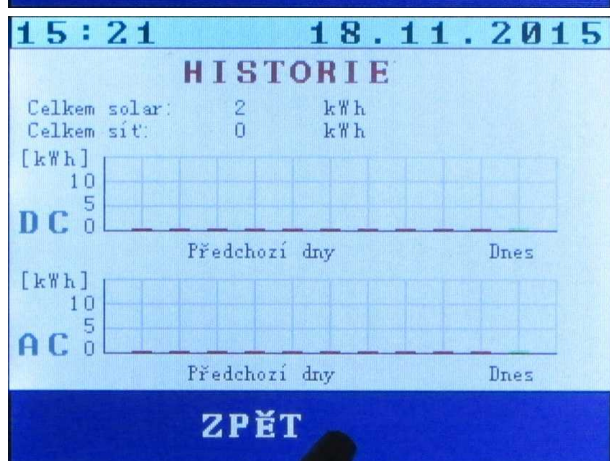 15:21 18.11.2015
HISTORIE
Celkem solar: 2 kWh
Celkem síť: 0 kWh
[kWh]
10
5
DC 0
Předchozí dny Dnes
[kWh]
10
5
AC 0
Předchozí dny Dnes
ZPĚT